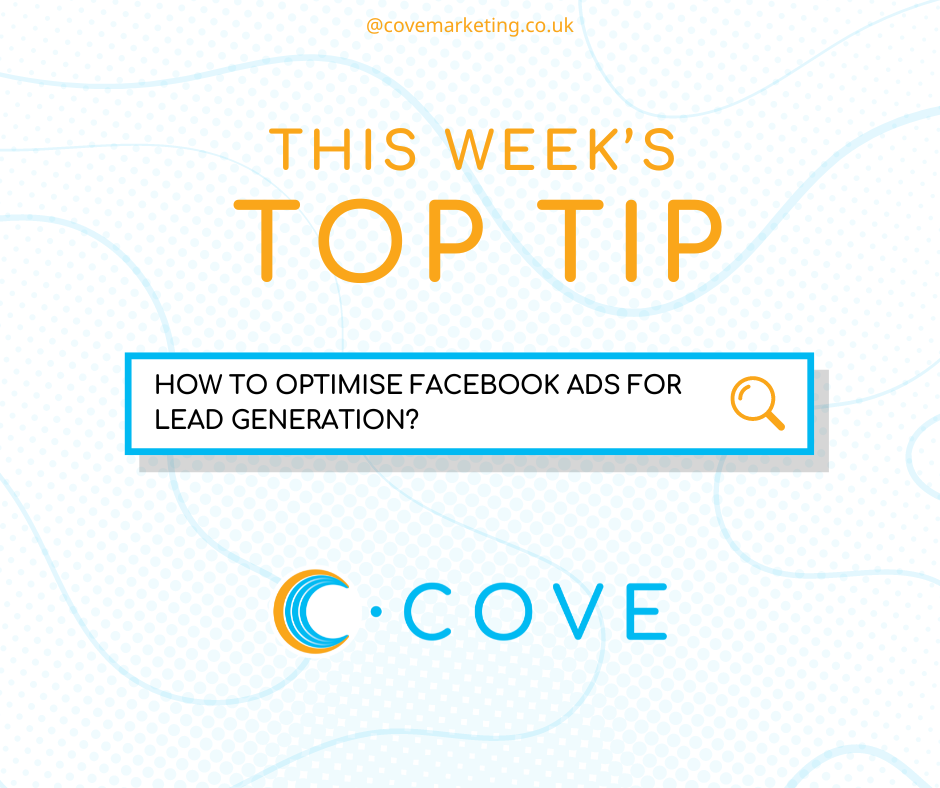 @covemarketing.co.uk
THIS WEEK’S
TOP TIP
HOW TO OPTIMISE FACEBOOK ADS FOR
LEAD GENERATION?
COVE